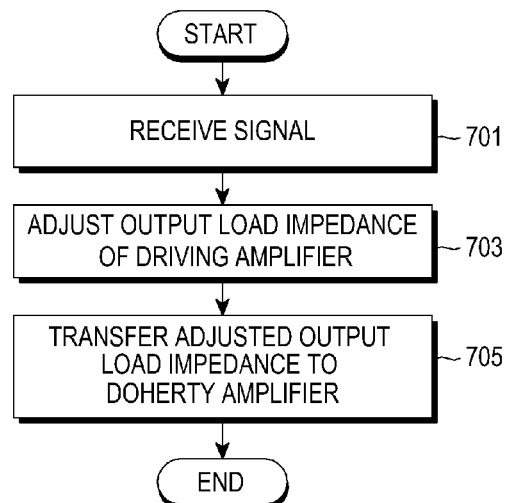 START
RECEIVE SIGNAL
701
ADJUST OUTPUT LOAD IMPEDANCE
OF DRIVING AMPLIFIER
703
TRANSFER ADJUSTED OUTPUT
LOAD IMPEDANCE TO
DOHERTY AMPLIFIER
705
END